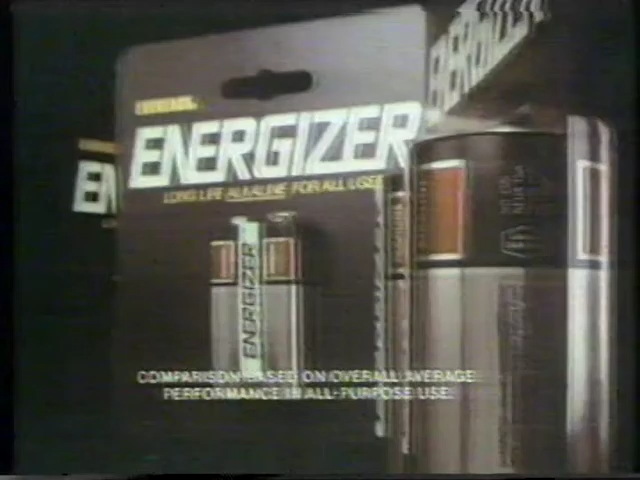 EVEREADY.
ENERGIZER
LONG LIFE ALKALINE FOR ALL USES
EN
ENERGIZER
ENERGIZER
COMPARISON BASED ON OVERALL AVERAGE
PERFORMANCE IN ALL-PURPOSE USE.